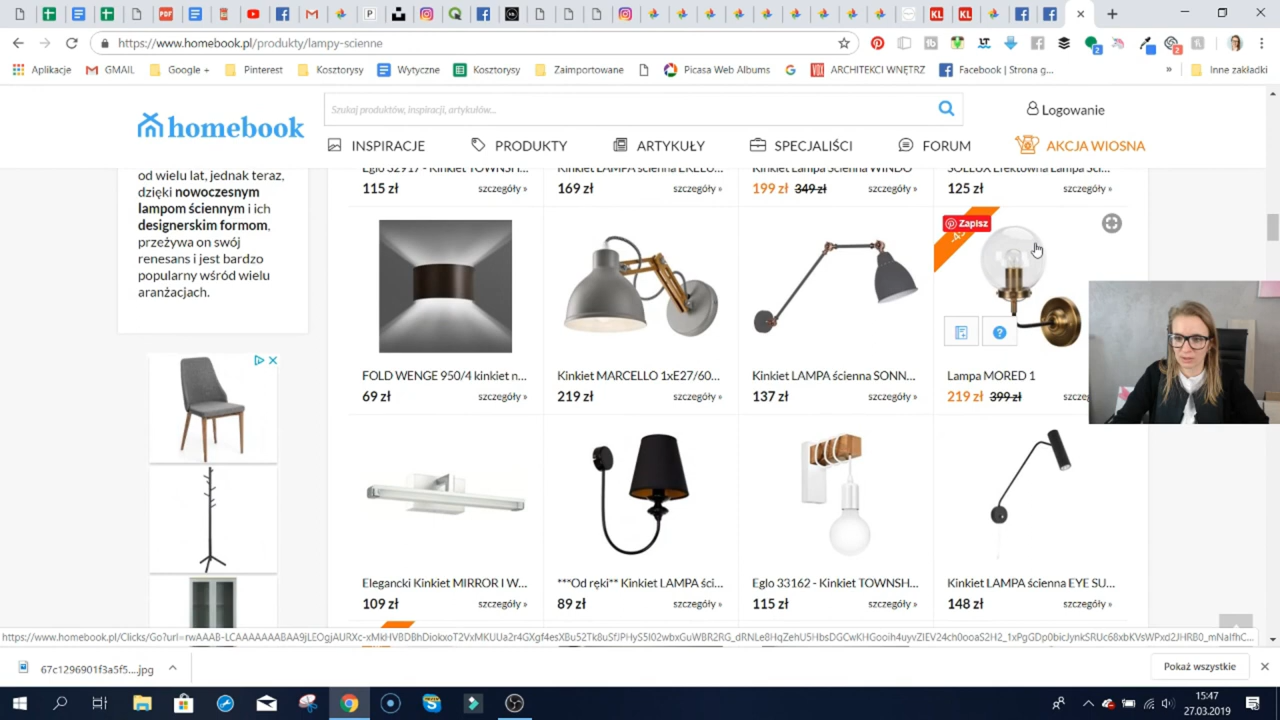 https://www.homebook.pl/produkty/lampy-scienne
Aplikacje
GMAIL
Google +
Pinterest
Kosztorysy
Wytyczne
Kosztorysy
Zaimportowane
Picasa Web Albums
ARCHITEKCI WNĘTRZ
Facebook | Strona g...
»
Inne zakładki
homebook
Szukaj produktów, inspiracji, artykułów...
Logowanie
INSPIRACJE
PRODUKTY
ARTYKUŁY
SPECJALIŚCI
FORUM
AKCJA WIOSNA
od wielu lat, jednak teraz,
dzięki nowoczesnym
lampom ściennym i ich
designerskim formom,
przeżywa on swój
renesans i jest bardzo
popularny wśród wielu
aranżacjach.
115 zł szczegóły »
169 zł szczegóły »
199 zł 349 zł szczegóły »
125 zł szczegóły »
Zapisz
FOLD WENGE 950/4 kinkiet n...
69 zł szczegóły »
Kinkiet MARCELLO 1xE27/60...
219 zł szczegóły »
Kinkiet LAMPA ścienna SONN...
137 zł szczegóły »
Lampa MORED 1
219 zł 399 zł
Elegancki Kinkiet MIRROR I W...
109 zł szczegóły »
***Od ręki** Kinkiet LAMPA ści...
89 zł szczegóły »
Eglo 33162 - Kinkiet TOWNSH...
115 zł szczegóły »
Kinkiet LAMPA ścienna EYE SU...
148 zł szczegóły »
67c1296901f3a5f5....jpg
Pokaż wszystkie
15:47
27.03.2019